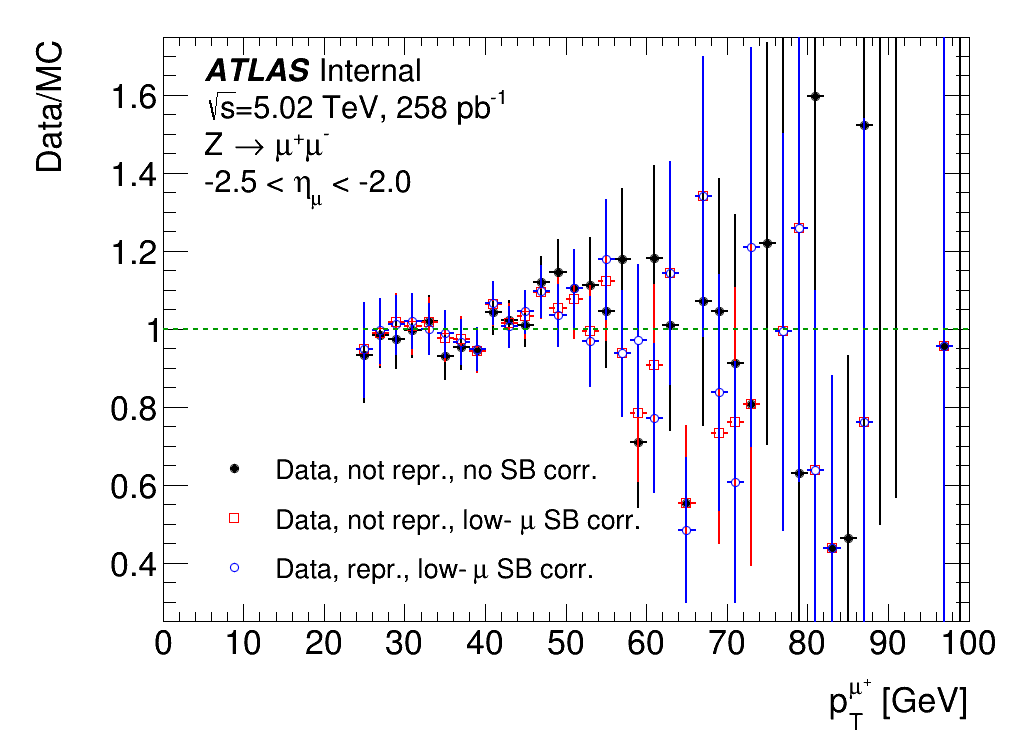 Data/MC
ATLAS Internal
√s=5.02 TeV, 258 pb⁻¹
Z → μ⁺μ⁻
-2.5 < η_μ < -2.0
1.6
1.4
1.2
1
0.8
0.6
0.4
Data, not repr., no SB corr.
Data, not repr., low- μ SB corr.
Data, repr., low- μ SB corr.
0 10 20 30 40 50 60 70 80 90 100
p_T^{μ⁺} [GeV]